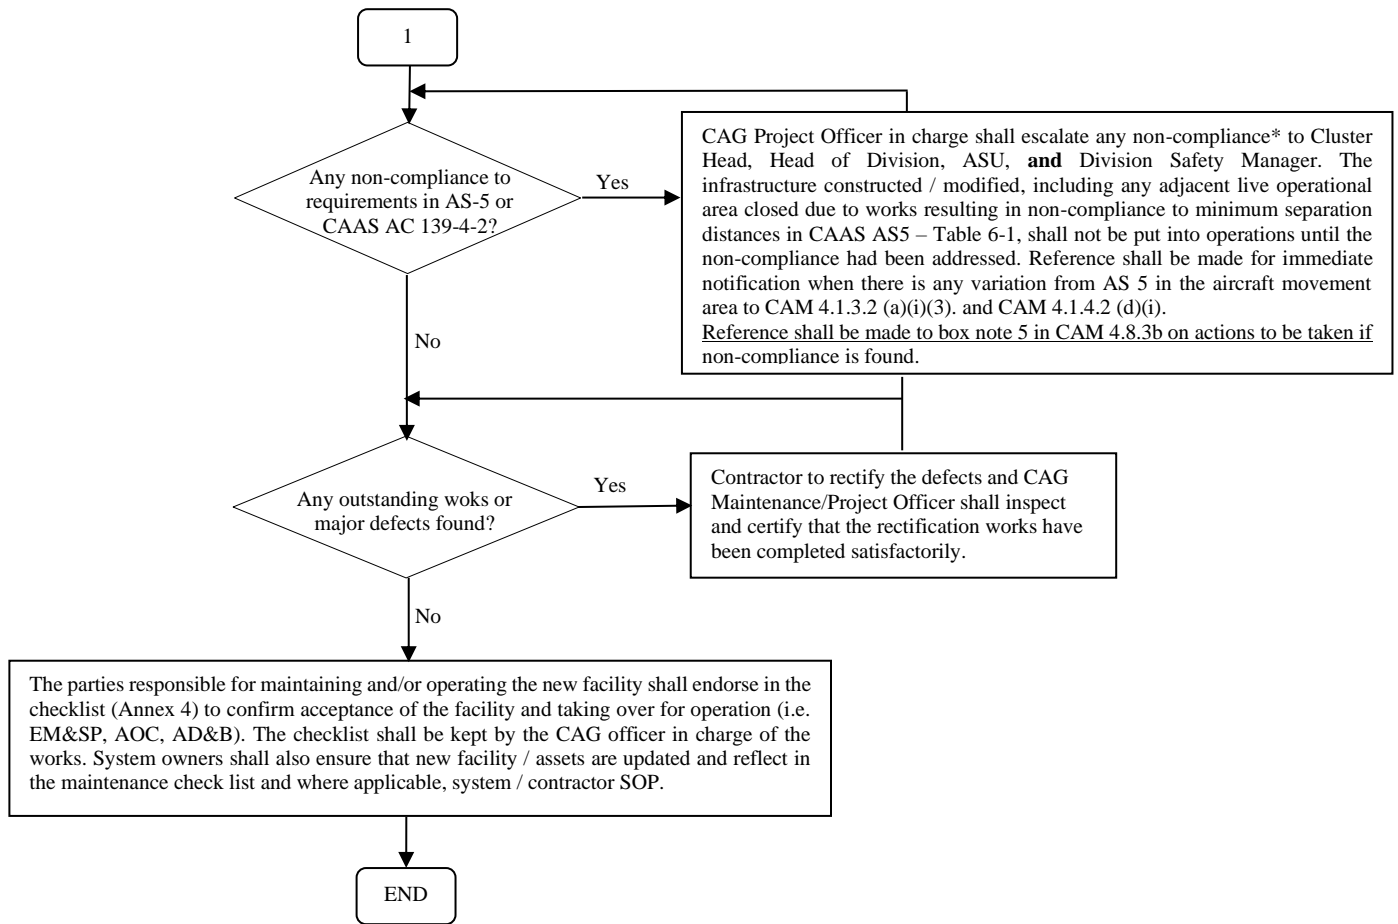 1
Any non-compliance to
requirements in AS-5 or
CAAS AC 139-4-2?
Yes
CAG Project Officer in charge shall escalate any non-compliance* to Cluster
Head, Head of Division, ASU, and Division Safety Manager. The
infrastructure constructed / modified, including any adjacent live operational
area closed due to works resulting in non-compliance to minimum separation
distances in CAAS AS5 – Table 6-1, shall not be put into operations until the
non-compliance had been addressed. Reference shall be made for immediate
notification when there is any variation from AS 5 in the aircraft movement
area to CAM 4.1.3.2 (a)(i)(3). and CAM 4.1.4.2 (d)(i).
Reference shall be made to box note 5 in CAM 4.8.3b on actions to be taken if
non-compliance is found.
No
Any outstanding woks or
major defects found?
Yes
Contractor to rectify the defects and CAG
Maintenance/Project Officer shall inspect
and certify that the rectification works have
been completed satisfactorily.
No
The parties responsible for maintaining and/or operating the new facility shall endorse in the
checklist (Annex 4) to confirm acceptance of the facility and taking over for operation (i.e.
EM&SP, AOC, AD&B). The checklist shall be kept by the CAG officer in charge of the
works. System owners shall also ensure that new facility / assets are updated and reflect in
the maintenance check list and where applicable, system / contractor SOP.
END